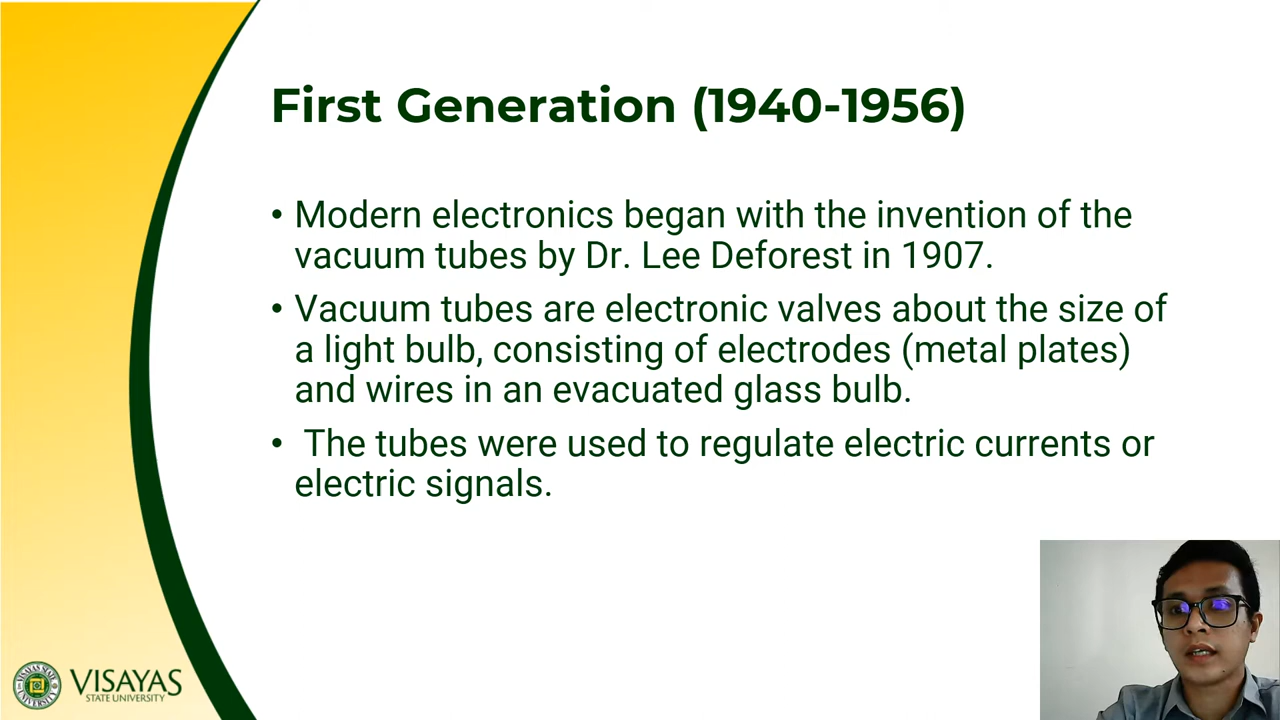 First Generation (1940-1956)
• Modern electronics began with the invention of the
vacuum tubes by Dr. Lee Deforest in 1907.
• Vacuum tubes are electronic valves about the size of
a light bulb, consisting of electrodes (metal plates)
and wires in an evacuated glass bulb.
• The tubes were used to regulate electric currents or
electric signals.
VISAYAS STATE UNIVERSITY
VISAYAS
STATE UNIVERSITY